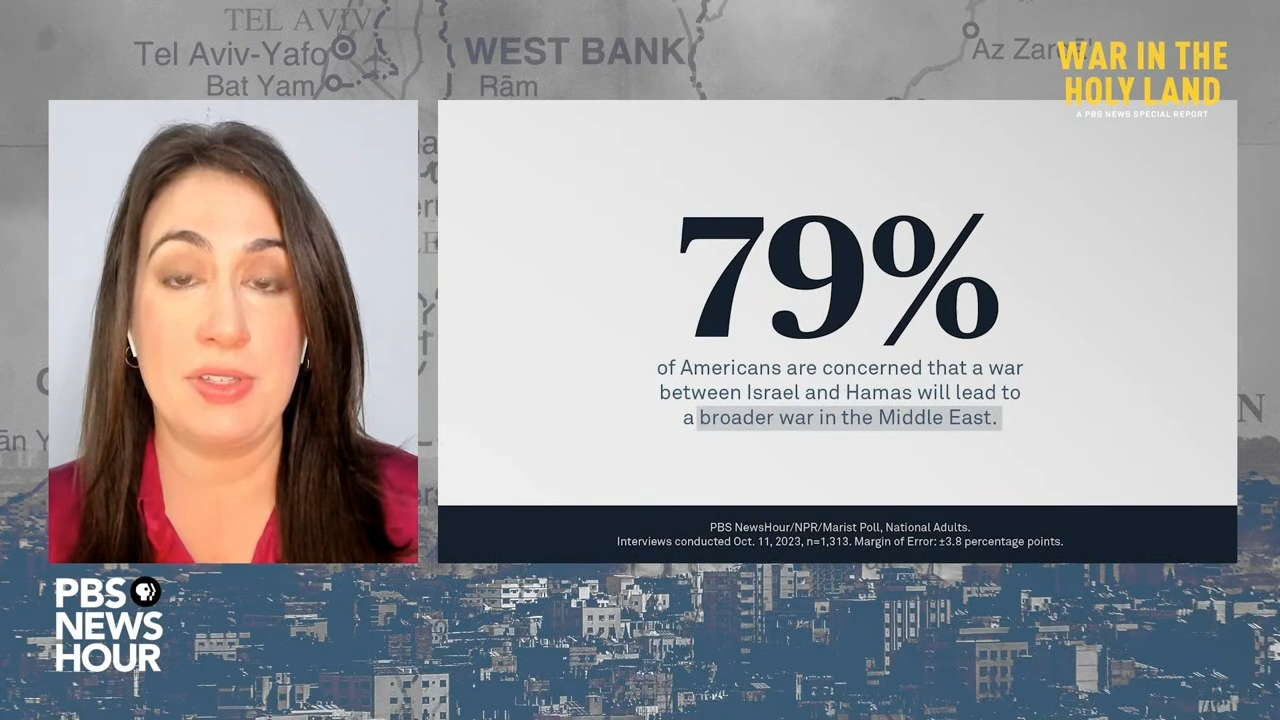 TEL AVIV
Tel Aviv-Yafo
WEST BANK
Bat Yam
Rām
WAR IN THE
HOLY LAND
A PBS NEWS SPECIAL REPORT
79%
of Americans are concerned that a war
between Israel and Hamas will lead to
a broader war in the Middle East.
PBS NewsHour/NPR/Marist Poll, National Adults.
Interviews conducted Oct. 11, 2023, n=1,313. Margin of Error: ±3.8 percentage points.
PBS
NEWS
HOUR